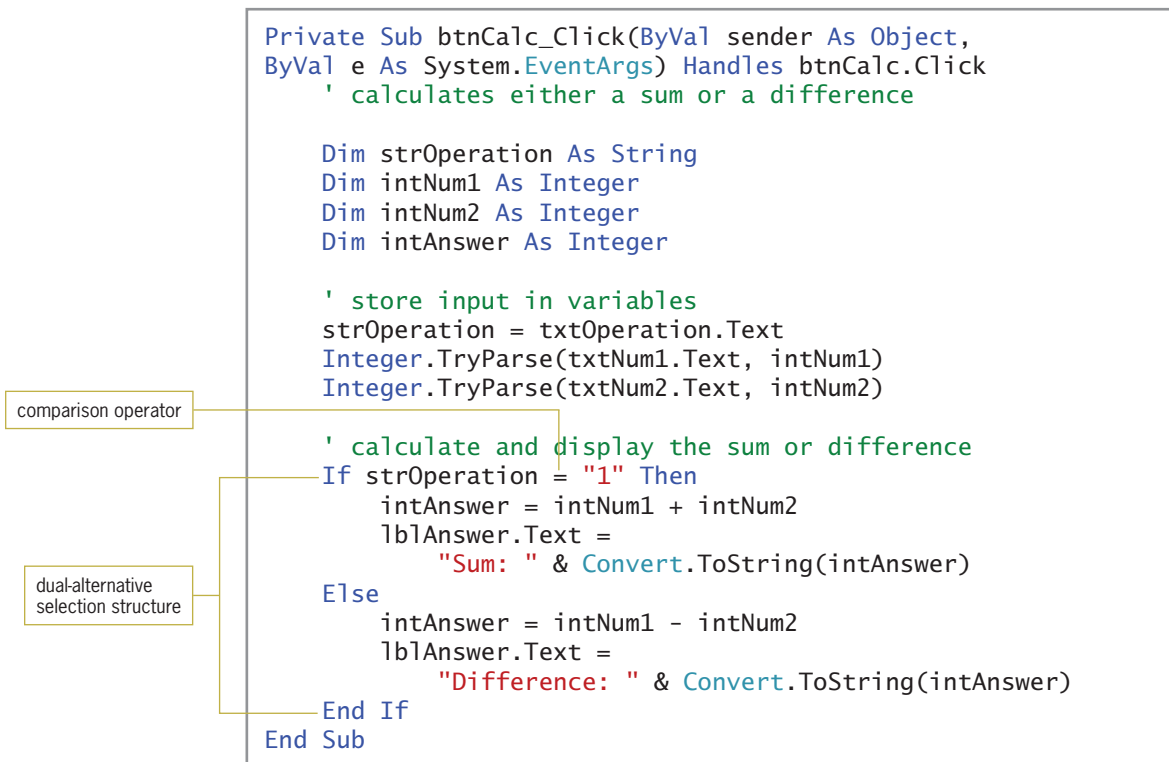 Private Sub btnCalc_Click(ByVal sender As Object,
ByVal e As System.EventArgs) Handles btnCalc.Click
' calculates either a sum or a difference
Dim strOperation As String
Dim intNum1 As Integer
Dim intNum2 As Integer
Dim intAnswer As Integer
' store input in variables
strOperation = txtOperation.Text
Integer.TryParse(txtNum1.Text, intNum1)
Integer.TryParse(txtNum2.Text, intNum2)
comparison operator
' calculate and display the sum or difference
If strOperation = "1" Then
intAnswer = intNum1 + intNum2
lblAnswer.Text =
"Sum: " & Convert.ToString(intAnswer)
dual-alternative
selection structure
Else
intAnswer = intNum1 - intNum2
lblAnswer.Text =
"Difference: " & Convert.ToString(intAnswer)
End If
End Sub